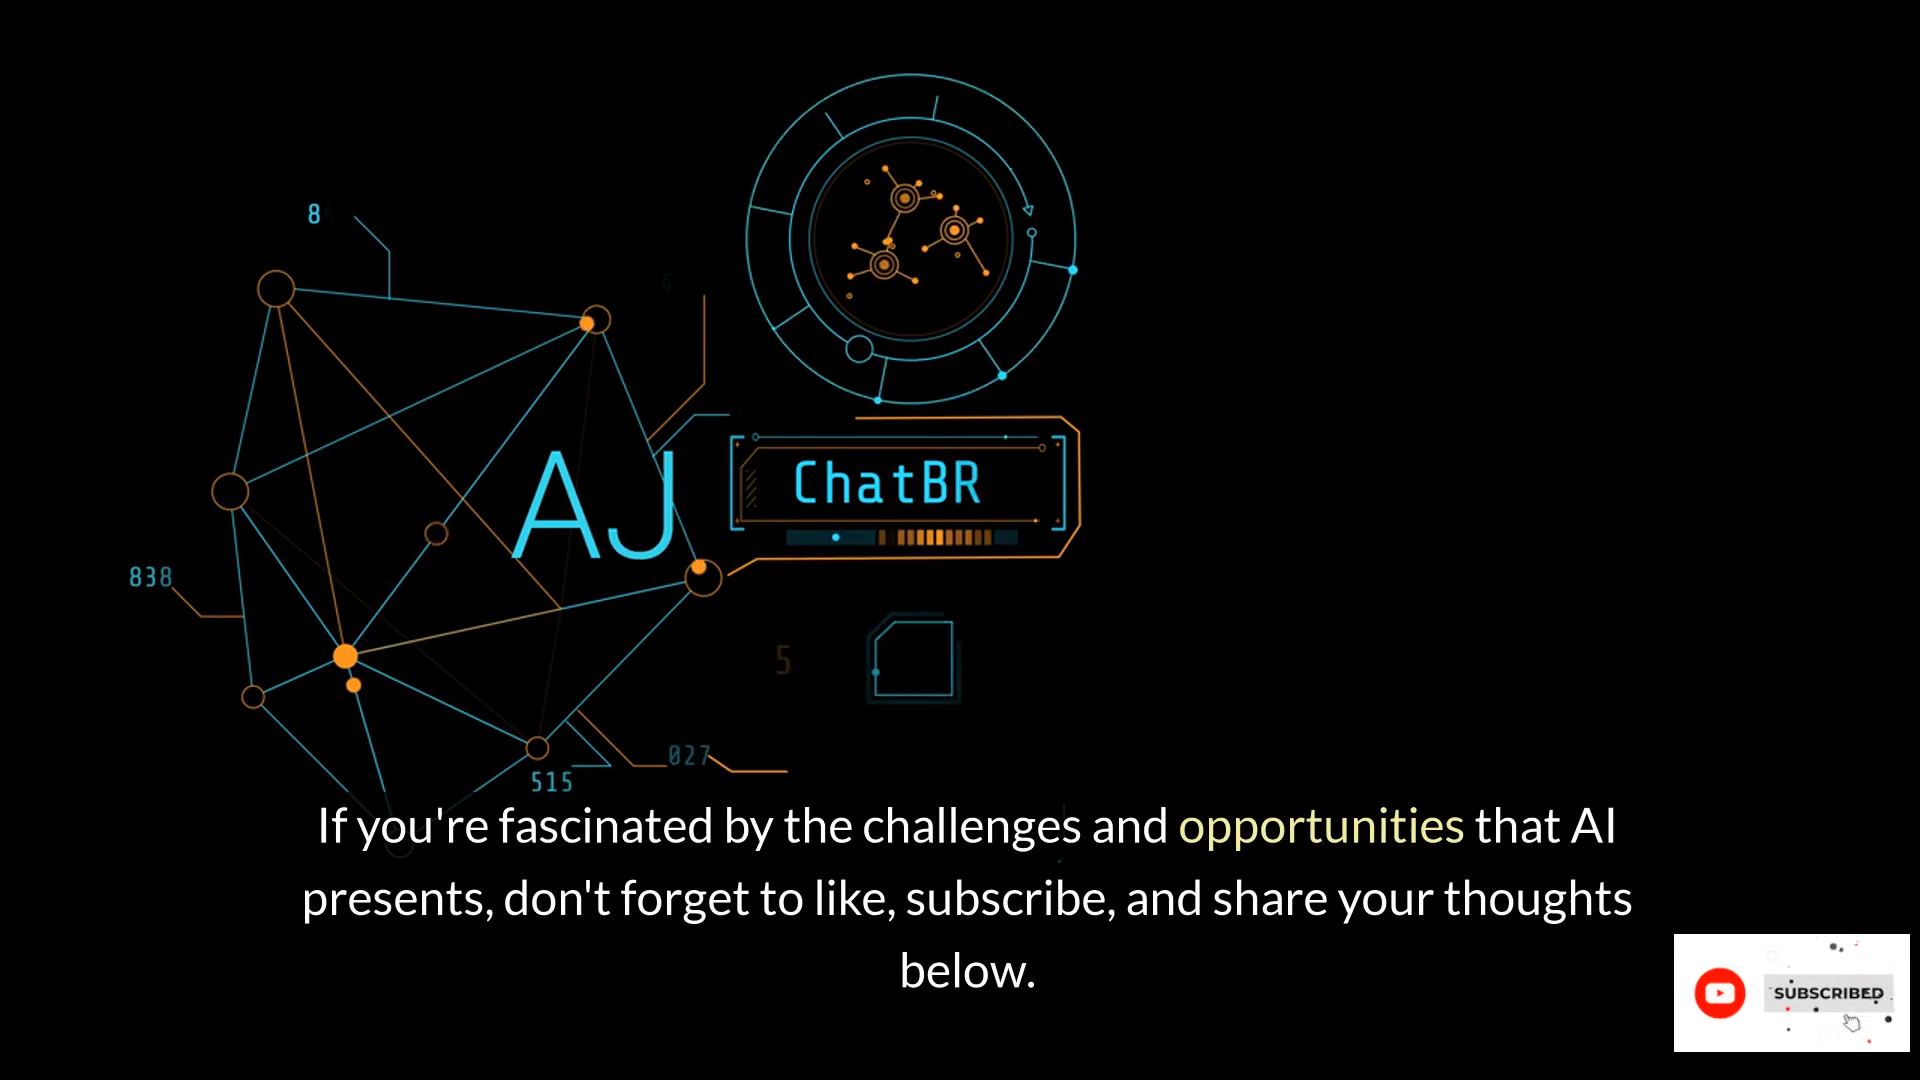 8
4
AJ
ChatBR
838
5
027
515
If you're fascinated by the challenges and opportunities that AI
presents, don't forget to like, subscribe, and share your thoughts
below.
SUBSCRIBED